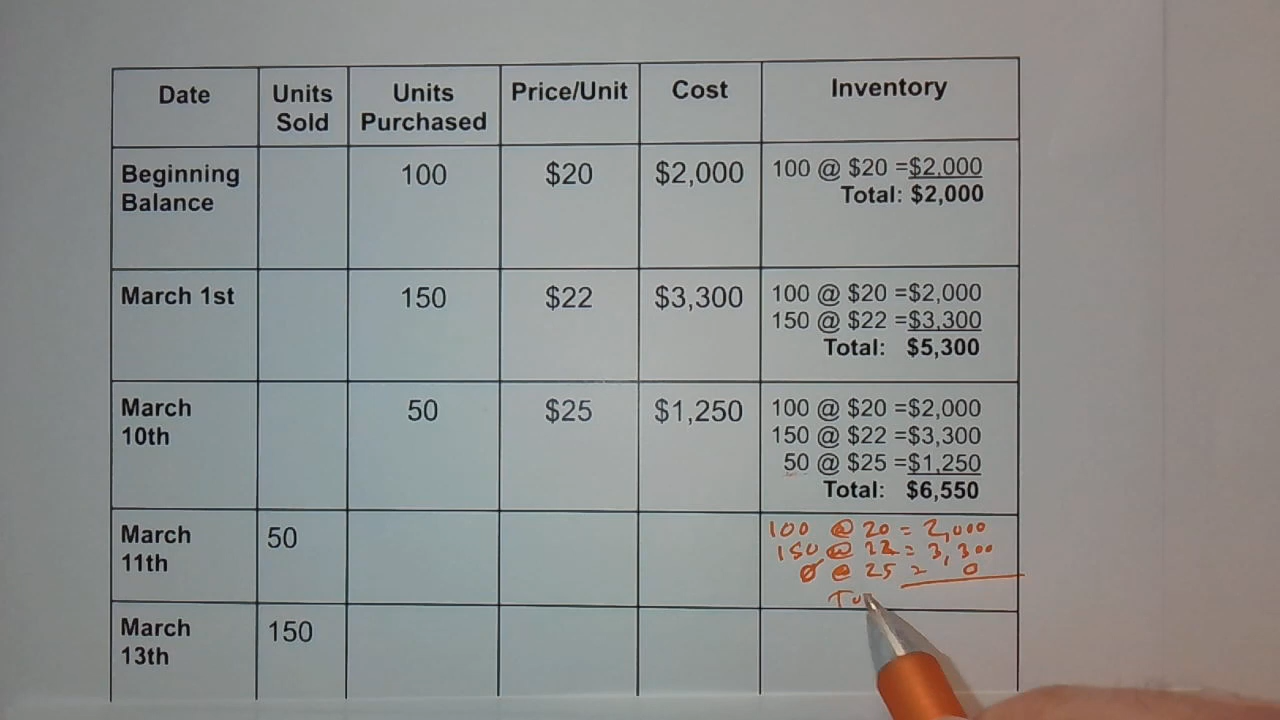 Date Units Sold Units Purchased Price/Unit Cost Inventory
Beginning Balance 100 $20 $2,000 100 @ $20 =$2,000
Total: $2,000
March 1st 150 $22 $3,300 100 @ $20 =$2,000
150 @ $22 =$3,300
Total: $5,300
March 10th 50 $25 $1,250 100 @ $20 =$2,000
150 @ $22 =$3,300
50 @ $25 =$1,250
Total: $6,550
March 11th 50 100 @ 20 = 2,000
150 @ 22 = 3,300
0 @ 25 = 0
March 13th 150